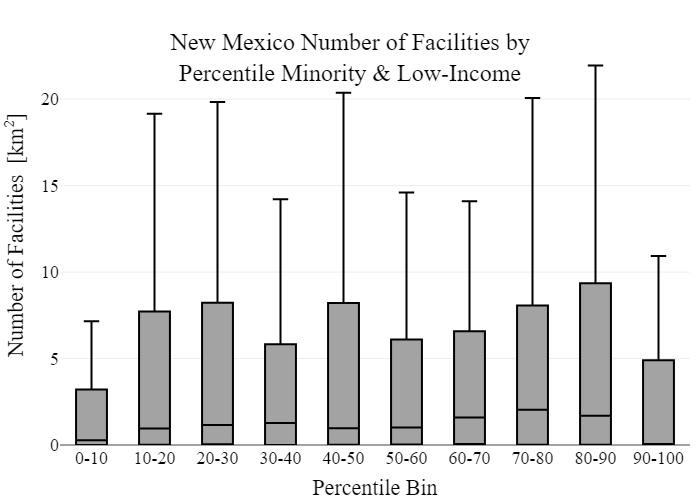 New Mexico Number of Facilities by
Percentile Minority & Low-Income
Number of Facilities [km²]
20
15
10
5
0
0-10 10-20 20-30 30-40 40-50 50-60 60-70 70-80 80-90 90-100
Percentile Bin